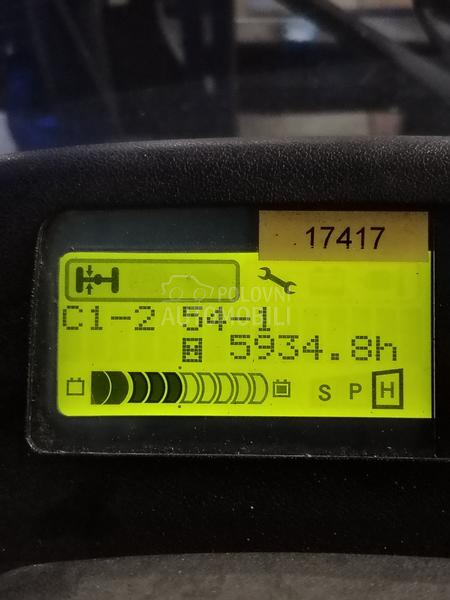 17417
POLOVNI
AUTOMOBILI
C1-2 54-1
H 5934.8h
S P H